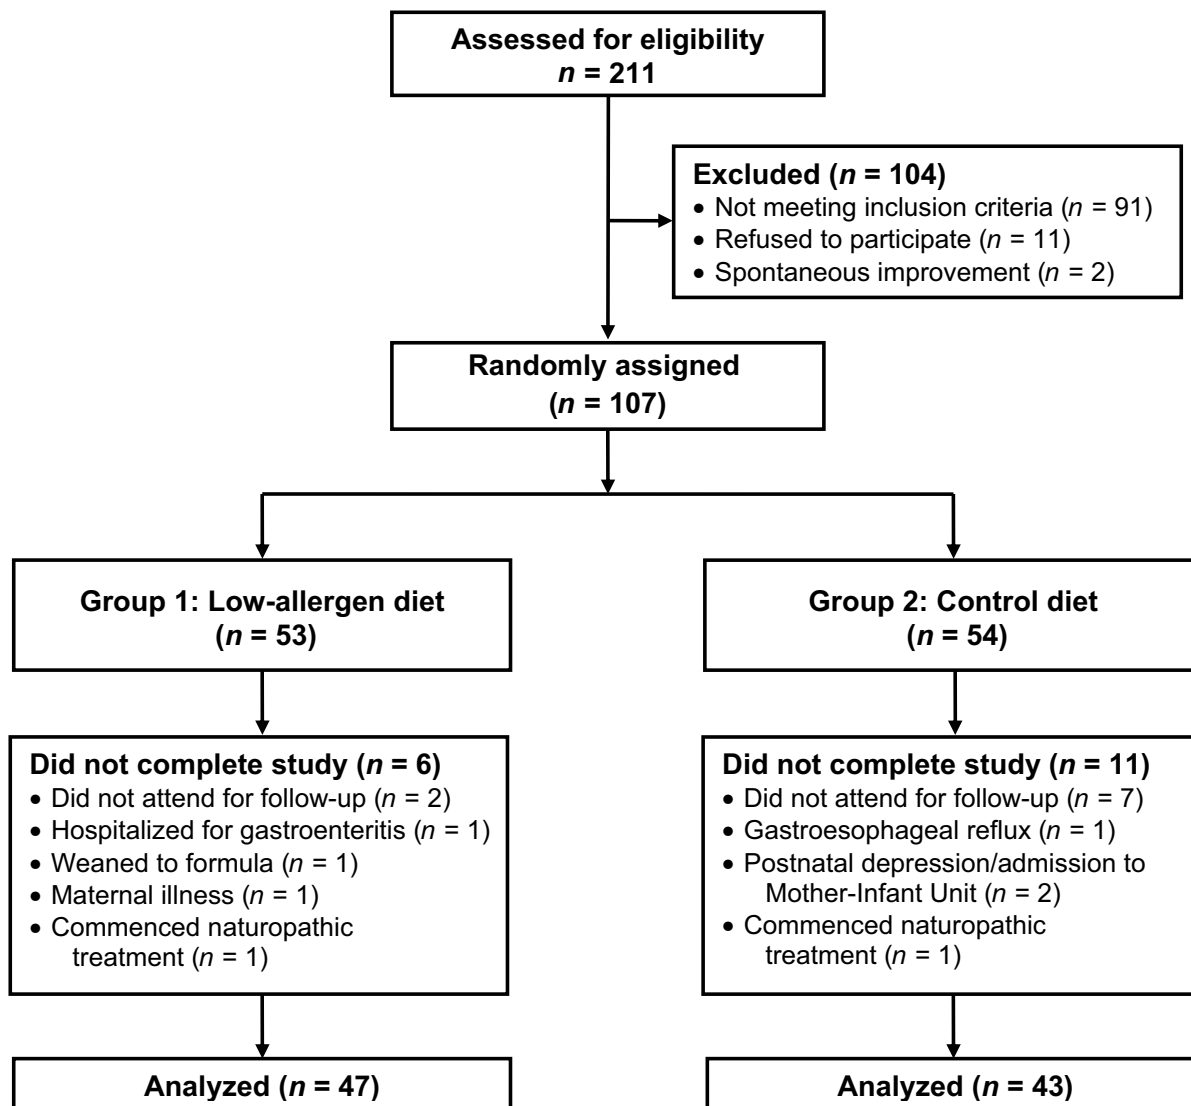 Assessed for eligibility
n = 211
Excluded (n = 104)
• Not meeting inclusion criteria (n = 91)
• Refused to participate (n = 11)
• Spontaneous improvement (n = 2)
Randomly assigned
(n = 107)
Group 1: Low-allergen diet
(n = 53)
Group 2: Control diet
(n = 54)
Did not complete study (n = 6)
• Did not attend for follow-up (n = 2)
• Hospitalized for gastroenteritis (n = 1)
• Weaned to formula (n = 1)
• Maternal illness (n = 1)
• Commenced naturopathic
treatment (n = 1)
Did not complete study (n = 11)
• Did not attend for follow-up (n = 7)
• Gastroesophageal reflux (n = 1)
• Postnatal depression/admission to
Mother-Infant Unit (n = 2)
• Commenced naturopathic
treatment (n = 1)
Analyzed (n = 47)
Analyzed (n = 43)